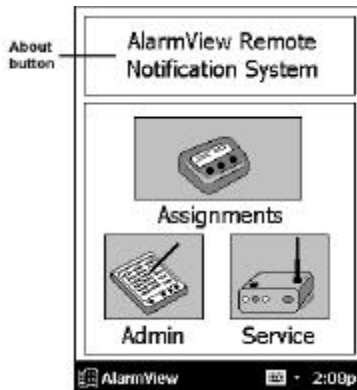 About
button
AlarmView Remote
Notification System
Assignments
Admin
Service
AlarmView
2:00p